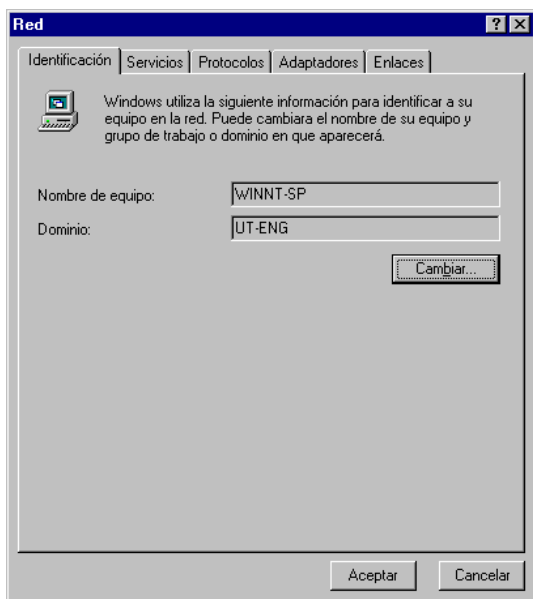 Red
Identificación Servicios Protocolos Adaptadores Enlaces
Windows utiliza la siguiente información para identificar a su
equipo en la red. Puede cambiara el nombre de su equipo y
grupo de trabajo o dominio en que aparecerá.
Nombre de equipo: WINNT-SP
Dominio: UT-ENG
Cambiar...
Aceptar Cancelar